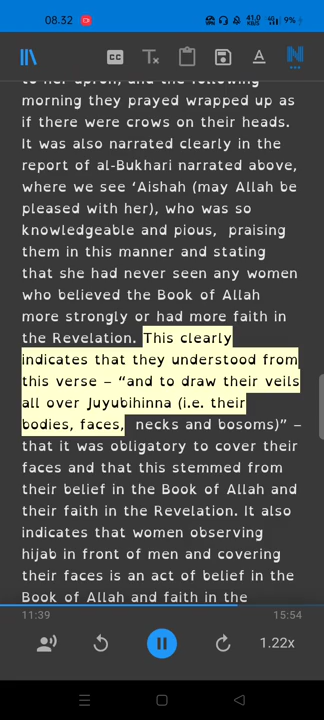 08.32
41.0 KB/S 4G 9%
CC
to her apron, and the following
morning they prayed wrapped up as
if there were crows on their heads.
It was also narrated clearly in the
report of al-Bukhari narrated above,
where we see ‘Aishah (may Allah be
pleased with her), who was so
knowledgeable and pious, praising
them in this manner and stating
that she had never seen any women
who believed the Book of Allah
more strongly or had more faith in
the Revelation. This clearly
indicates that they understood from
this verse – “and to draw their veils
all over Juyubihinna (i.e. their
bodies, faces, necks and bosoms)” –
that it was obligatory to cover their
faces and that this stemmed from
their belief in the Book of Allah and
their faith in the Revelation. It also
indicates that women observing
hijab in front of men and covering
their faces is an act of belief in the
Book of Allah and faith in the
11:39 15:54
1.22x